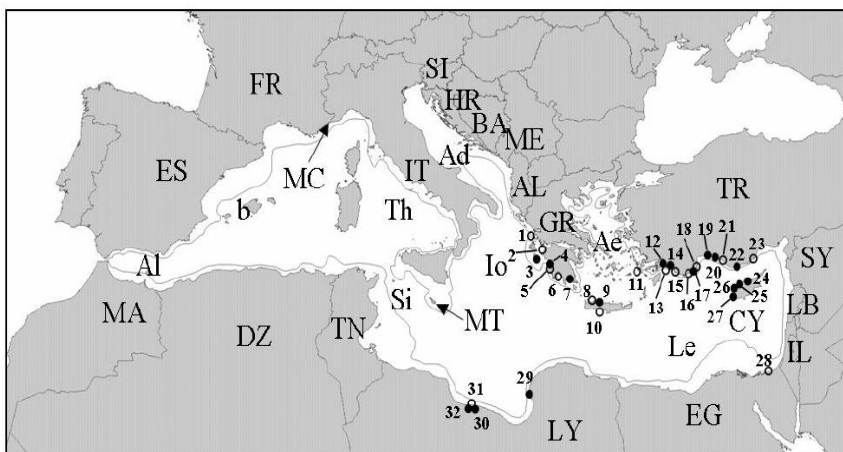 SI
FR
HR
BA
ME
Ad
IT
MC
ES
b
Th
AL
GR
TR
Ae
1
2
3
4
5
6
7
8
9
10
11
12
14
13
15
16
17
18
19
20
21
22
23
24
25
26
27
CY
SY
LB
IL
28
Io
Al
Si
MT
Le
MA
DZ
TN
29
31
32
30
LY
EG